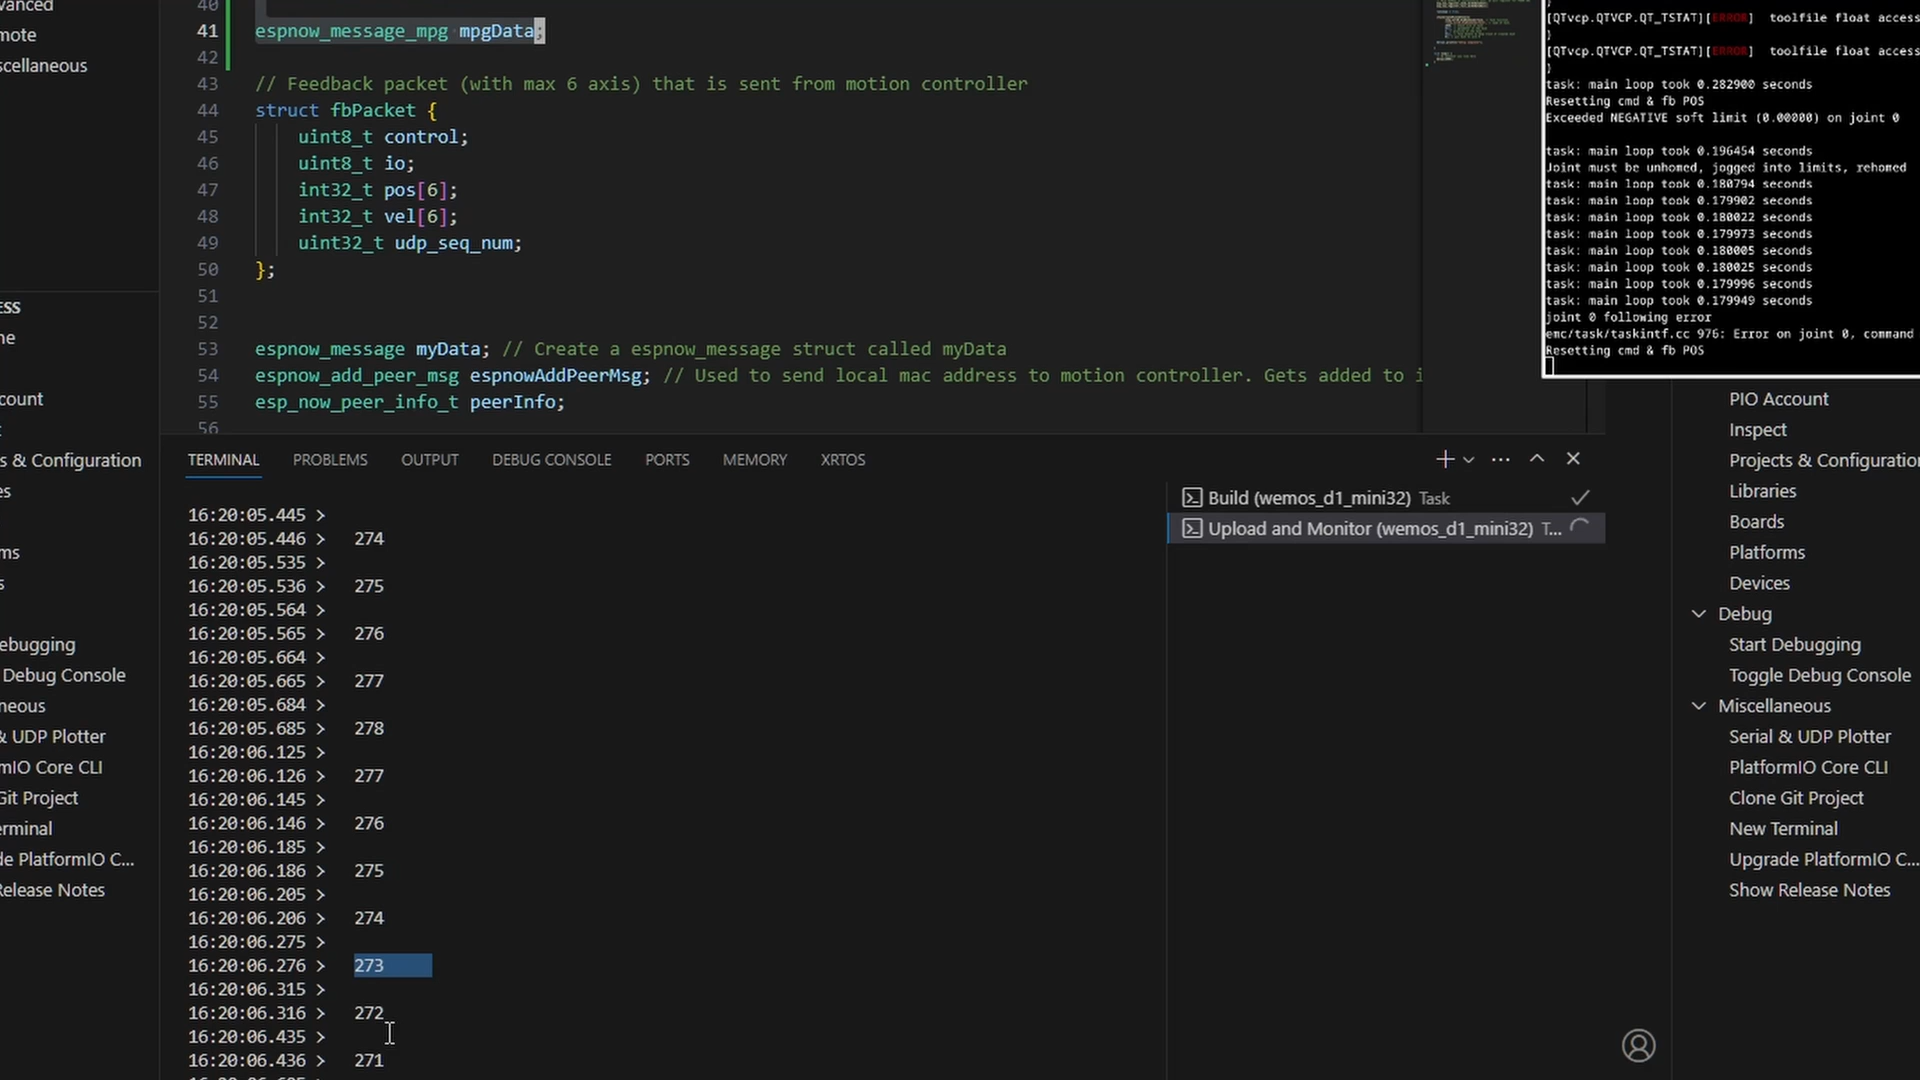 vanced
mote
scellaneous
ESS
ne
count
s & Configuration
es
ms
s
ebugging
Debug Console
neous
& UDP Plotter
mIO Core CLI
Git Project
erminal
de PlatformIO C...
Release Notes
40
41 espnow_message_mpg mpgData;
42
43 // Feedback packet (with max 6 axis) that is sent from motion controller
44 struct fbPacket {
45 uint8_t control;
46 uint8_t io;
47 int32_t pos[6];
48 int32_t vel[6];
49 uint32_t udp_seq_num;
50 };
51
52
53 espnow_message myData; // Create a espnow_message struct called myData
54 espnow_add_peer_msg espnowAddPeerMsg; // Used to send local mac address to motion controller. Gets added to i
55 esp_now_peer_info_t peerInfo;
56
TERMINAL PROBLEMS OUTPUT DEBUG CONSOLE PORTS MEMORY XRTOS
16:20:05.445 >
16:20:05.446 > 274
16:20:05.535 >
16:20:05.536 > 275
16:20:05.564 >
16:20:05.565 > 276
16:20:05.664 >
16:20:05.665 > 277
16:20:05.684 >
16:20:05.685 > 278
16:20:06.125 >
16:20:06.126 > 277
16:20:06.145 >
16:20:06.146 > 276
16:20:06.185 >
16:20:06.186 > 275
16:20:06.205 >
16:20:06.206 > 274
16:20:06.275 >
16:20:06.276 > 273
16:20:06.315 >
16:20:06.316 > 272
16:20:06.435 >
16:20:06.436 > 271
Build (wemos_d1_mini32) Task
Upload and Monitor (wemos_d1_mini32) T...
[QTvcp.QTVCP.QT_TSTAT][ERROR] toolfile float access
)
[QTvcp.QTVCP.QT_TSTAT][ERROR] toolfile float access
)
task: main loop took 0.282900 seconds
Resetting cmd & fb POS
Exceeded NEGATIVE soft limit (0.00000) on joint 0
task: main loop took 0.196454 seconds
Joint must be unhomed, jogged into limits, rehomed
task: main loop took 0.180794 seconds
task: main loop took 0.179902 seconds
task: main loop took 0.180022 seconds
task: main loop took 0.179973 seconds
task: main loop took 0.180005 seconds
task: main loop took 0.180025 seconds
task: main loop took 0.179996 seconds
task: main loop took 0.179949 seconds
joint 0 following error
emc/task/taskintf.cc 976: Error on joint 0, command
Resetting cmd & fb POS
PIO Account
Inspect
Projects & Configuration
Libraries
Boards
Platforms
Devices
Debug
Start Debugging
Toggle Debug Console
Miscellaneous
Serial & UDP Plotter
PlatformIO Core CLI
Clone Git Project
New Terminal
Upgrade PlatformIO C...
Show Release Notes